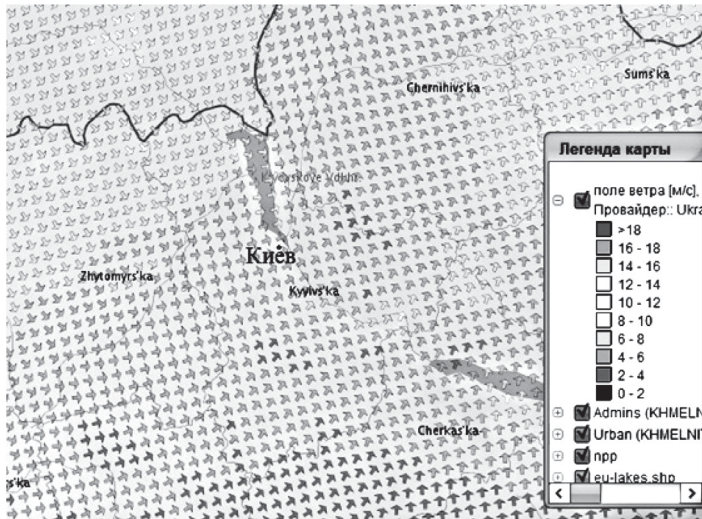 Chernihivs'ka
Sums'ka
Киев
Zhytomyrs'ka
Kyyivs'ka
Cherkas'ka
s'ka
Легенда карты
поле ветра [м/с],
Провайдер:: Ukra
>18
16 - 18
14 - 16
12 - 14
10 - 12
8 - 10
6 - 8
4 - 6
2 - 4
0 - 2
Admins (KHMELN
Urban (KHMELNI
npp
eu-lakes.shp